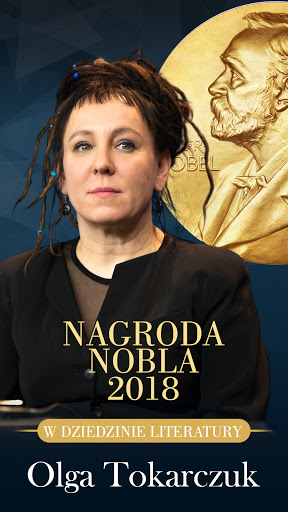 NOBEL
NAGRODA
NOBLA
2018
W DZIEDZINIE LITERATURY
Olga Tokarczuk